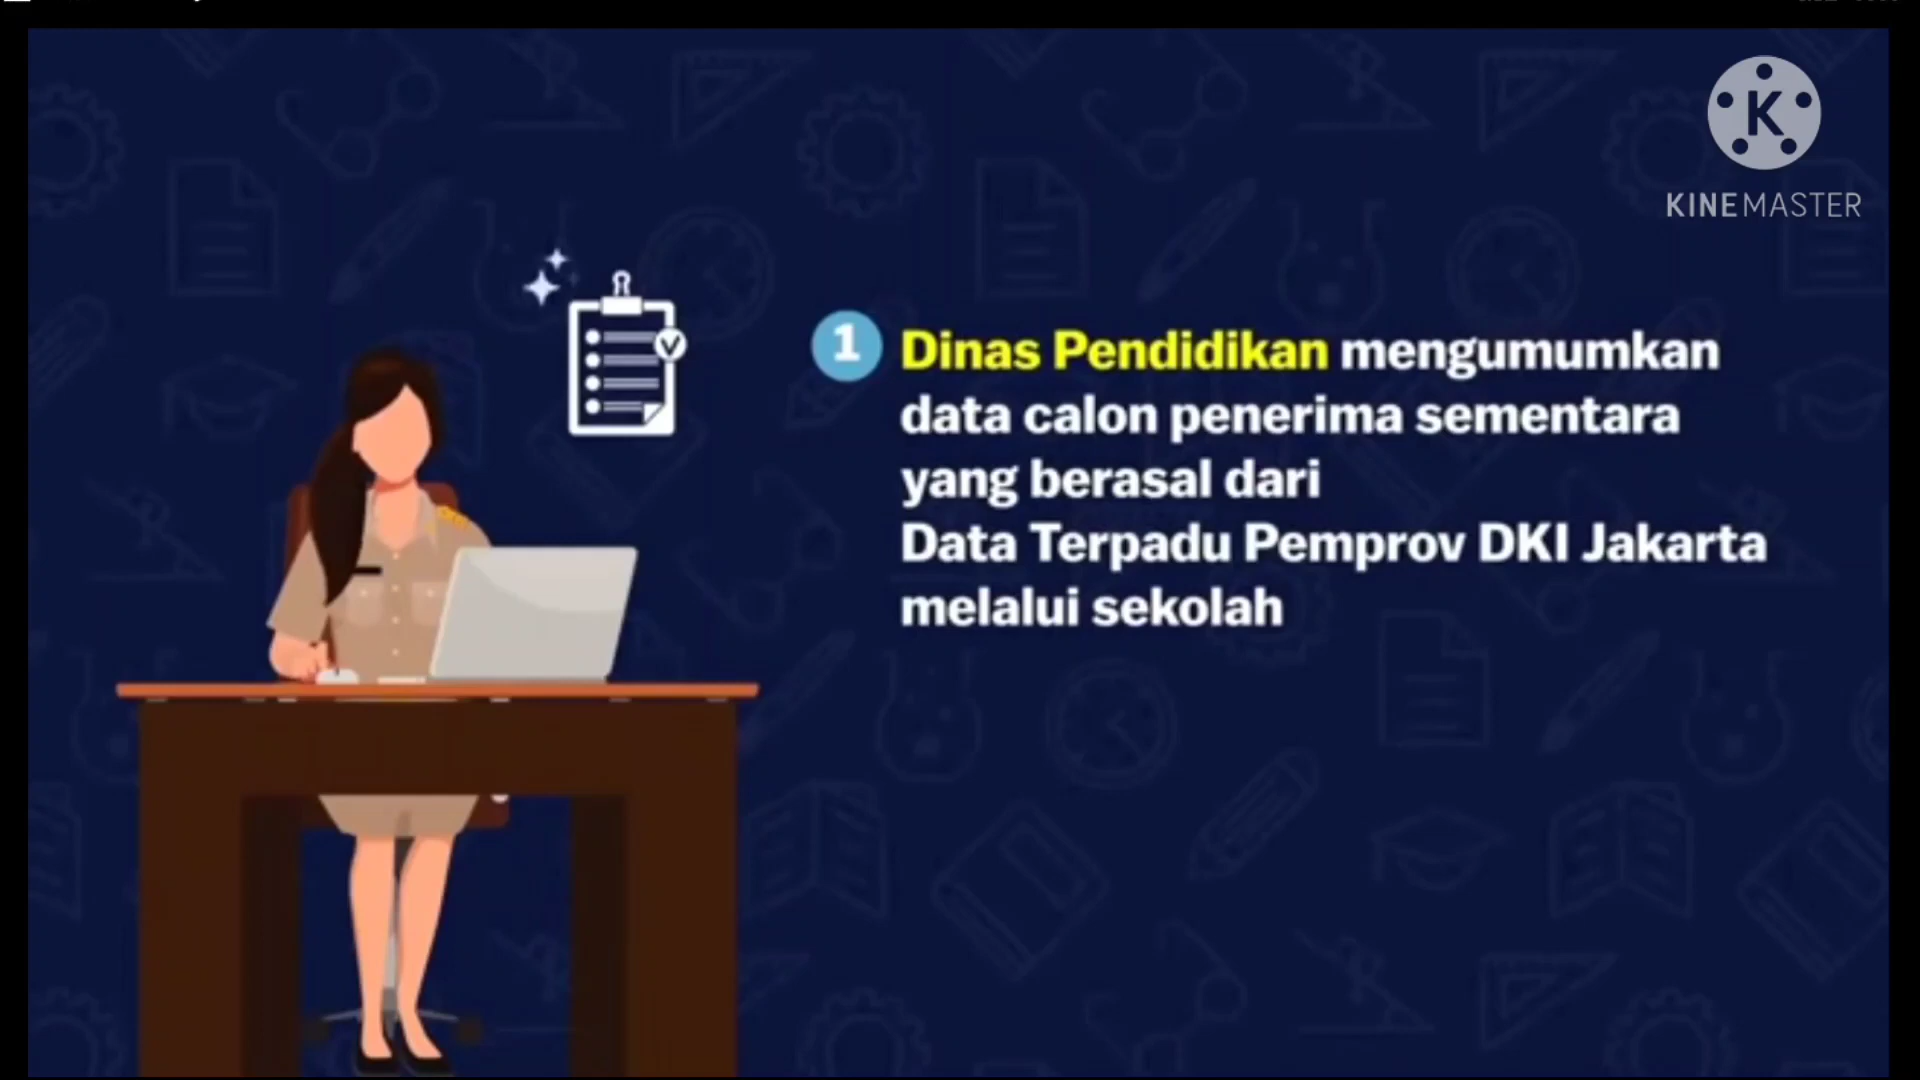 K
KINEMASTER
1 Dinas Pendidikan mengumumkan
data calon penerima sementara
yang berasal dari
Data Terpadu Pemprov DKI Jakarta
melalui sekolah